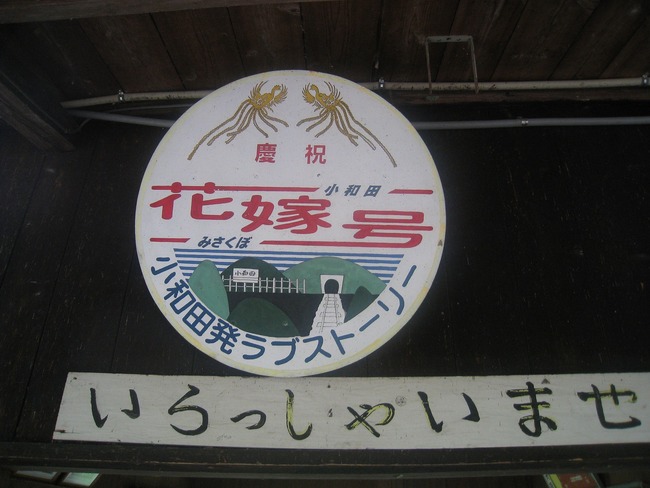 慶祝
小和田
花嫁号
みさくぼ
小和田
小和田発ラブストーリー
いらっしゃいませ